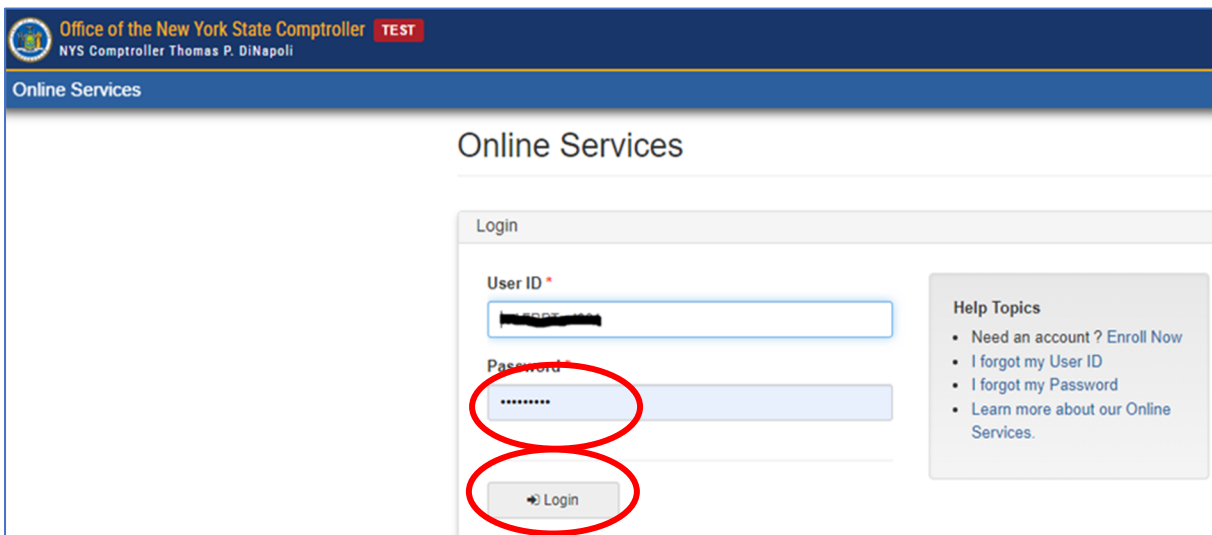 Office of the New York State Comptroller TEST
NYS Comptroller Thomas P. DiNapoli
Online Services
Online Services
Login
User ID *
Password *
•••••••••
Login
Help Topics
• Need an account ? Enroll Now
• I forgot my User ID
• I forgot my Password
• Learn more about our Online
Services.